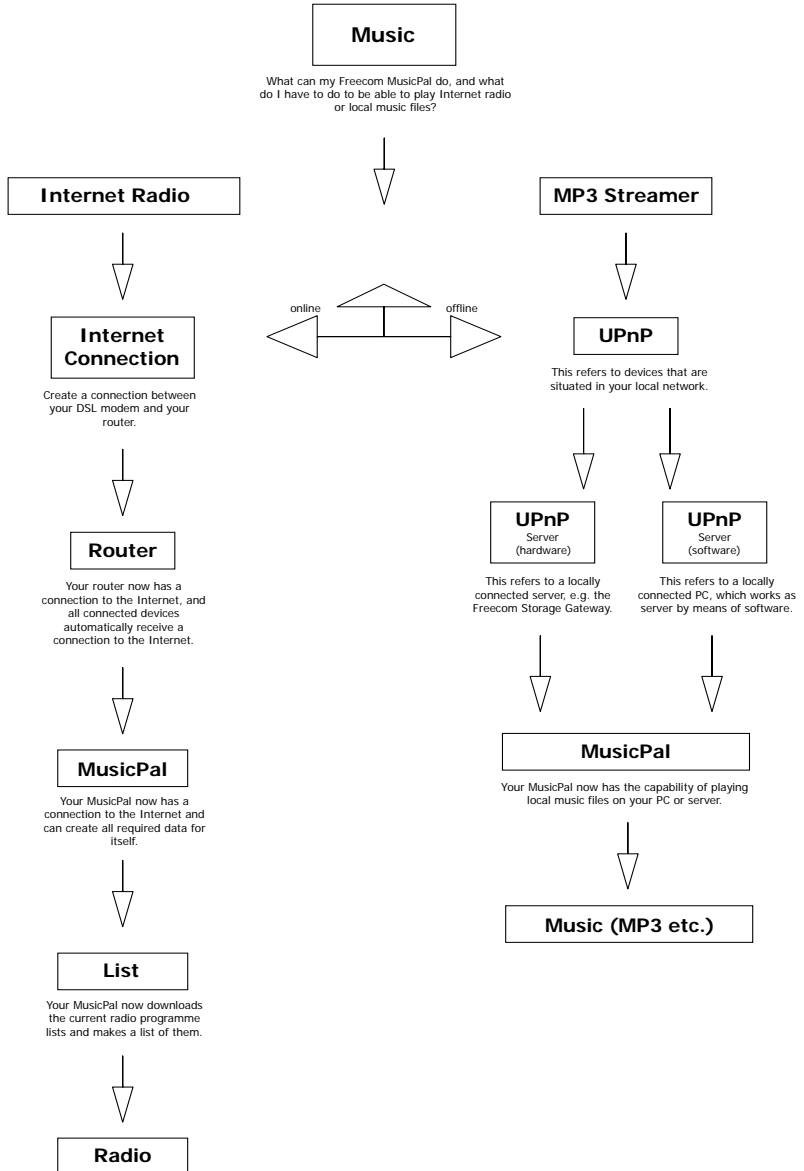 Music
What can my Freecom MusicPal do, and what
do I have to do to be able to play Internet radio
or local music files?
Internet Radio
MP3 Streamer
online
offline
Internet
Connection
Create a connection between
your DSL modem and your
router.
UPnP
This refers to devices that are
situated in your local network.
Router
Your router now has a
connection to the Internet, and
all connected devices
automatically receive a
connection to the Internet.
UPnP
Server
(hardware)
This refers to a locally
connected server, e.g. the
Freecom Storage Gateway.
UPnP
Server
(software)
This refers to a locally
connected PC, which works as
server by means of software.
MusicPal
Your MusicPal now has a
connection to the Internet and
can create all required data for
itself.
MusicPal
Your MusicPal now has the capability of playing
local music files on your PC or server.
List
Your MusicPal now downloads
the current radio programme
lists and makes a list of them.
Music (MP3 etc.)
Radio